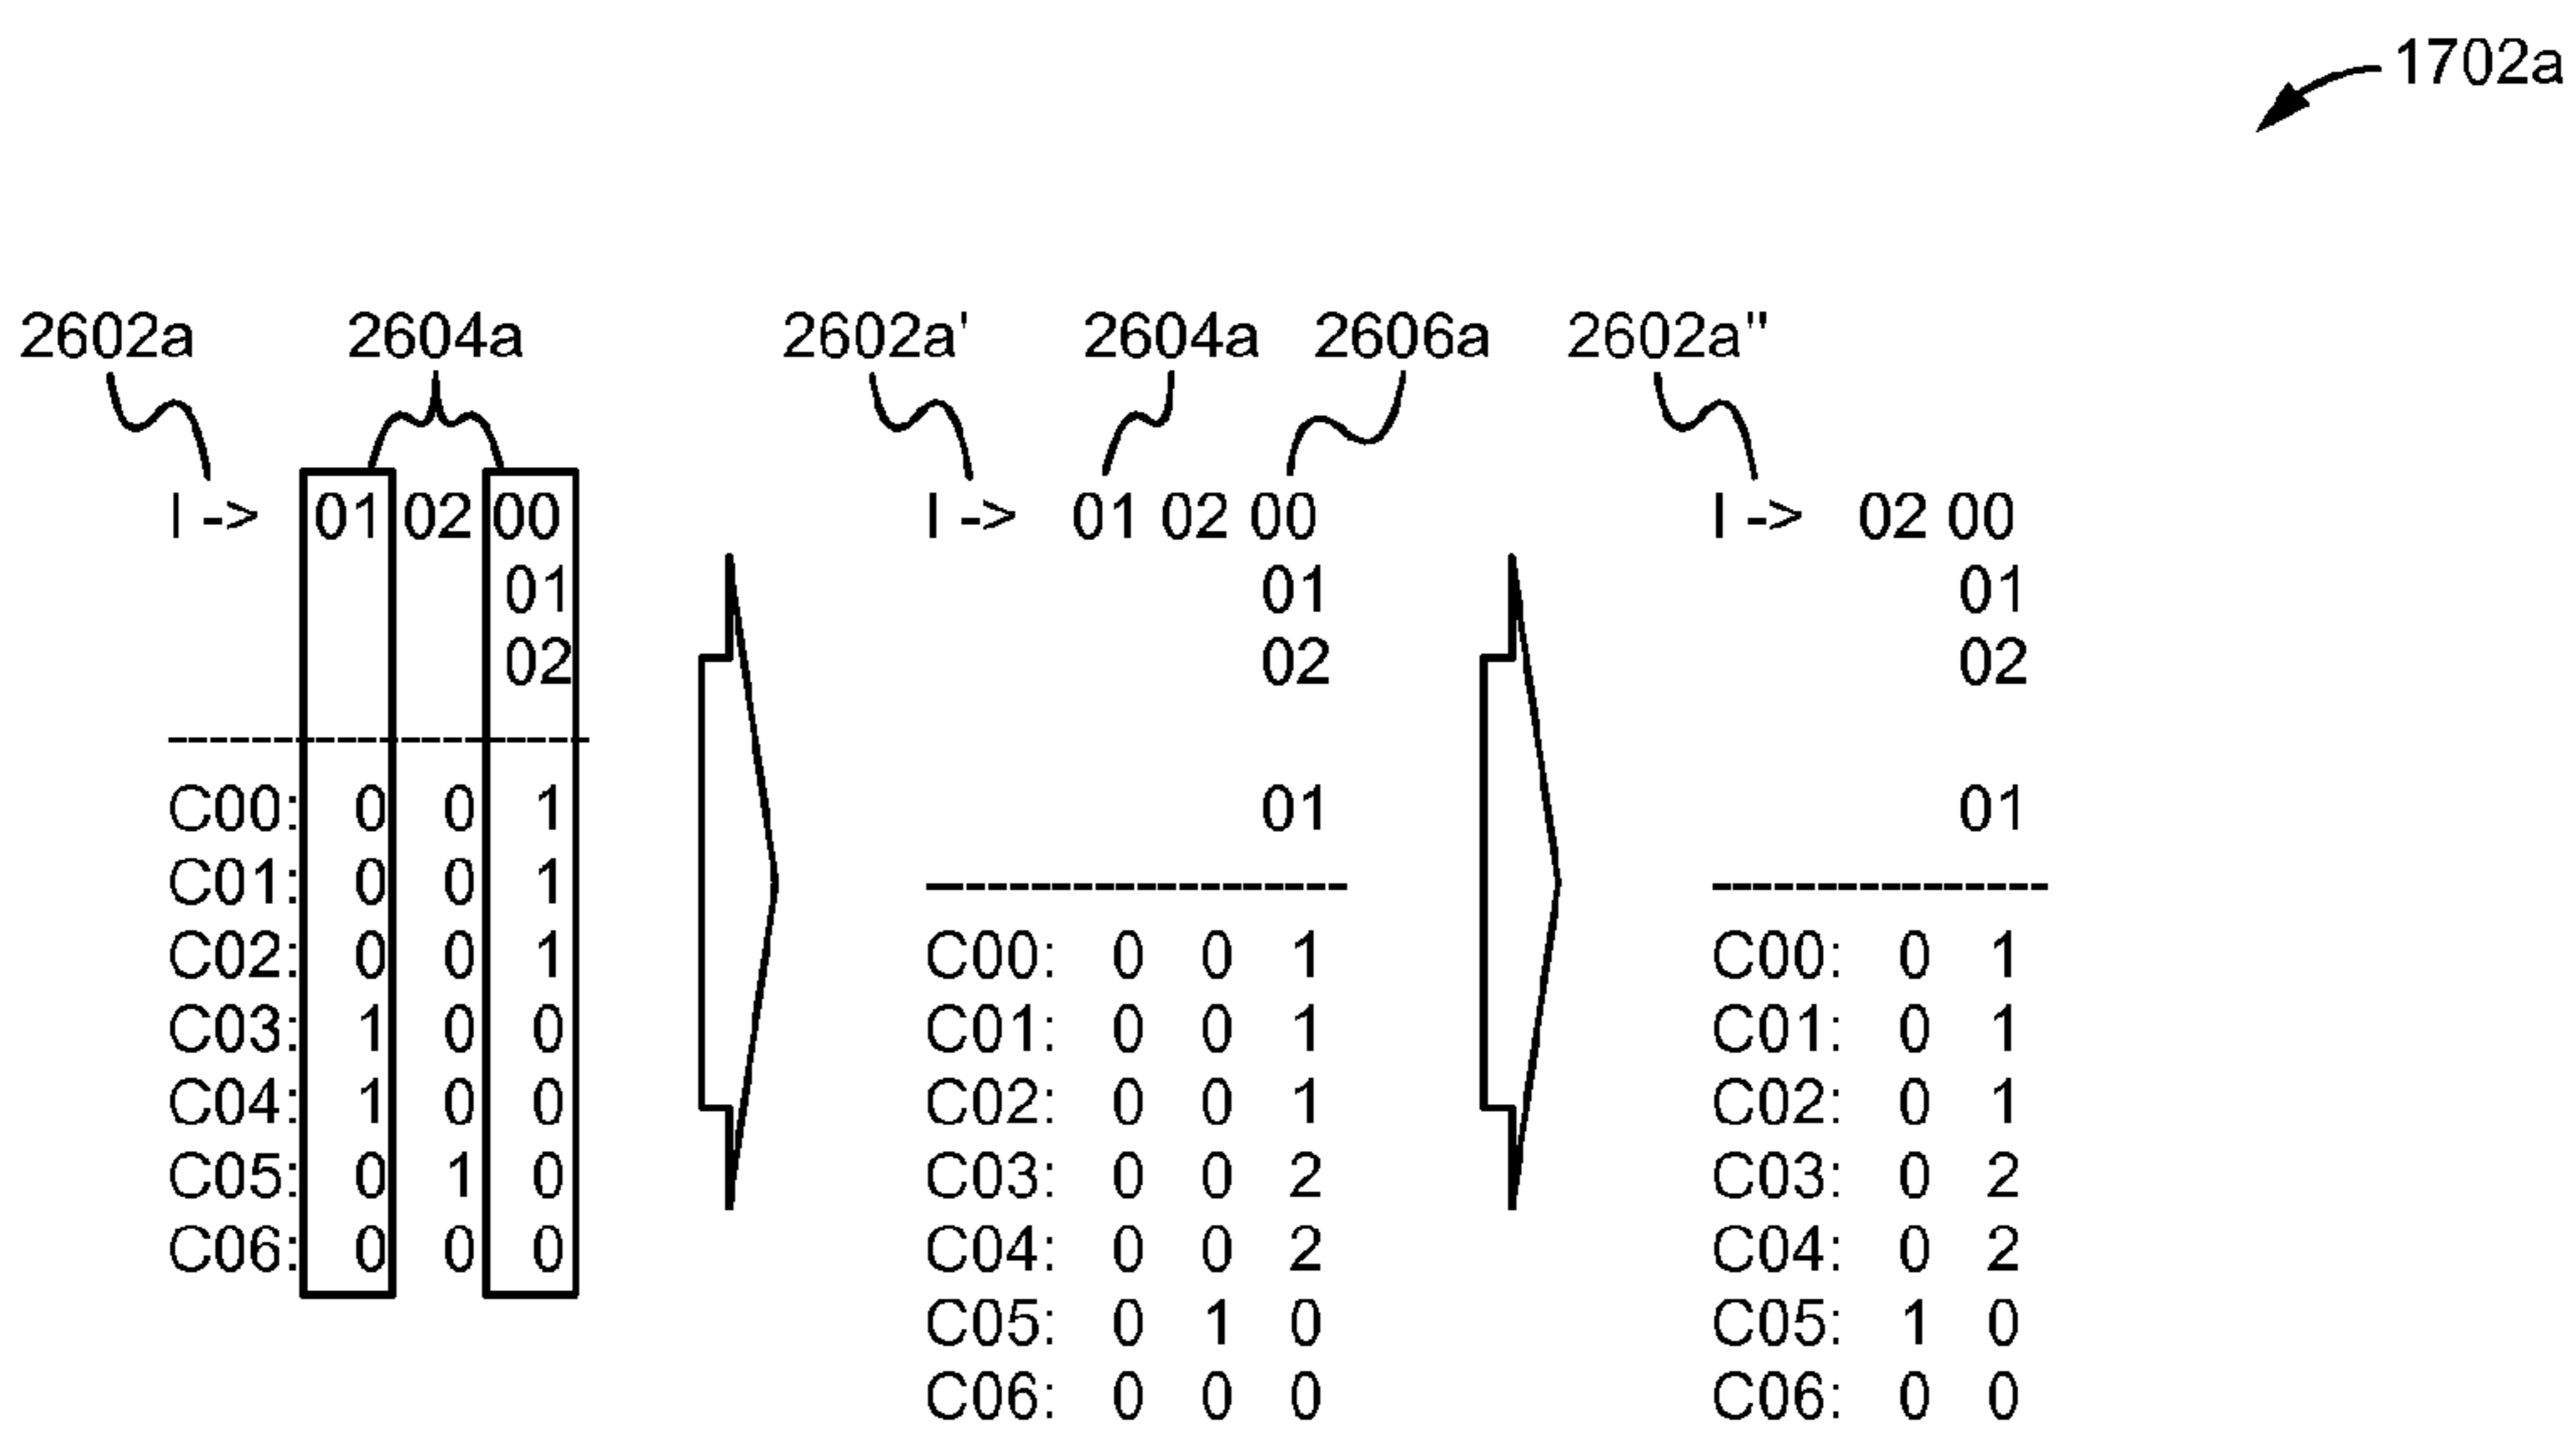 1702a
2602a 2604a 2602a' 2604a 2606a 2602a"
I -> 01 02 00 I -> 01 02 00 I -> 02 00
01 01 01
02 02 02
-----------------------
C00: 0 0 1 01 01
C01: 0 0 1 ------------------- -------------------
C02: 0 0 1 C00: 0 0 1 C00: 0 1
C03: 1 0 0 C01: 0 0 1 C01: 0 1
C04: 1 0 0 C02: 0 0 1 C02: 0 1
C05: 0 1 0 C03: 0 0 2 C03: 0 2
C06: 0 0 0 C04: 0 0 2 C04: 0 2
C05: 0 1 0 C05: 1 0
C06: 0 0 0 C06: 0 0